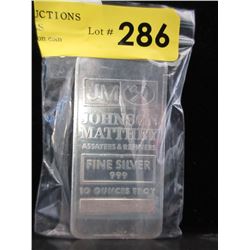 UCTIONS
S
Lot # 286
JM
JOHNSON
MATTHEY
ASSAYERS & REFINERS
FINE SILVER
999
10 OUNCES TROY